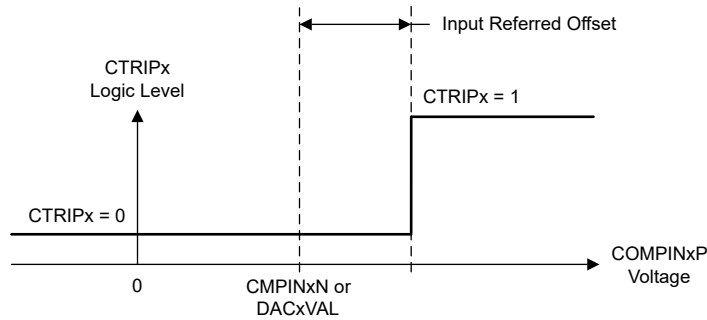 Input Referred Offset
CTRIPx
Logic Level
CTRIPx = 1
CTRIPx = 0
COMPINxP
Voltage
0
CMPINxN or
DACxVAL